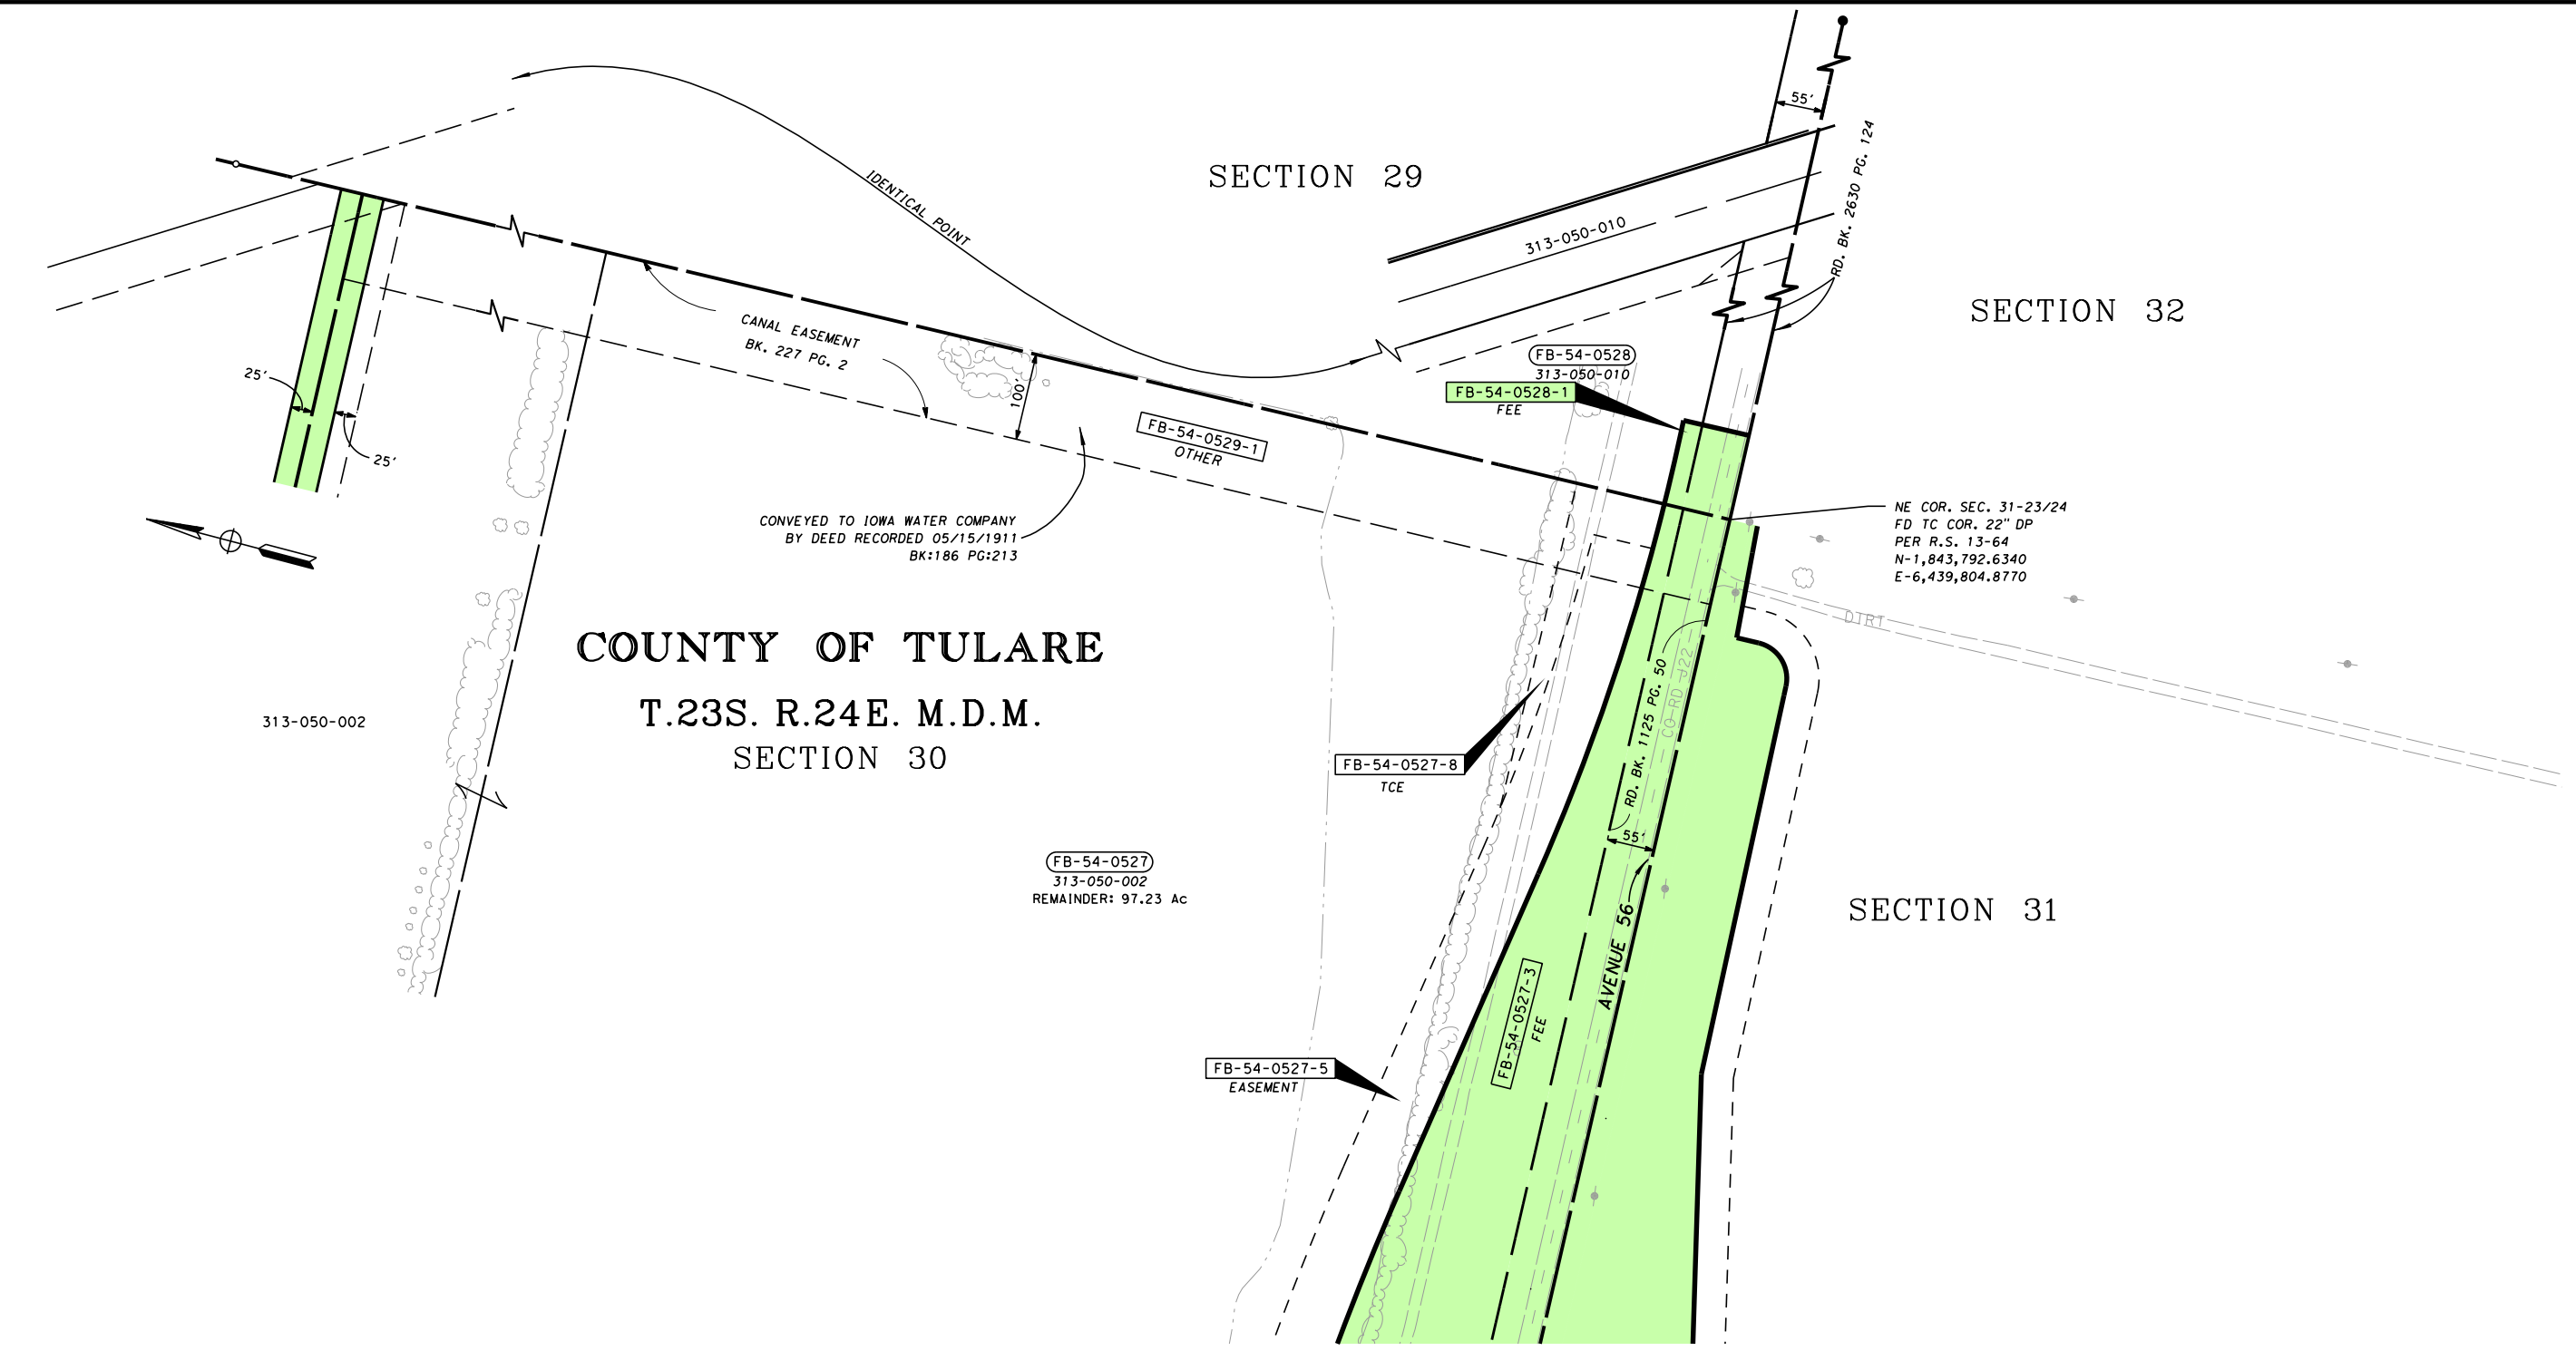 55'
RD. BK. 2630 PG. 124
SECTION 29
IDENTICAL POINT
313-050-010
SECTION 32
CANAL EASEMENT
BK. 227 PG. 2
100'
FB-54-0528
313-050-010
FB-54-0528-1
FEE
25'
25'
FB-54-0529-1
OTHER
CONVEYED TO IOWA WATER COMPANY
BY DEED RECORDED 05/15/1911
BK:186 PG:213
NE COR. SEC. 31-23/24
FD TC COR. 22" DP
PER R.S. 13-64
N-1,843,792.6340
E-6,439,804.8770
DIRT
COUNTY OF TULARE
T.23S. R.24E. M.D.M.
SECTION 30
313-050-002
RD. BK. 1125 PG. 50
CO RD J22
FB-54-0527-8
TCE
55'
FB-54-0527
313-050-002
REMAINDER: 97.23 Ac
SECTION 31
AVENUE 56
FB-54-0527-3
FEE
FB-54-0527-5
EASEMENT